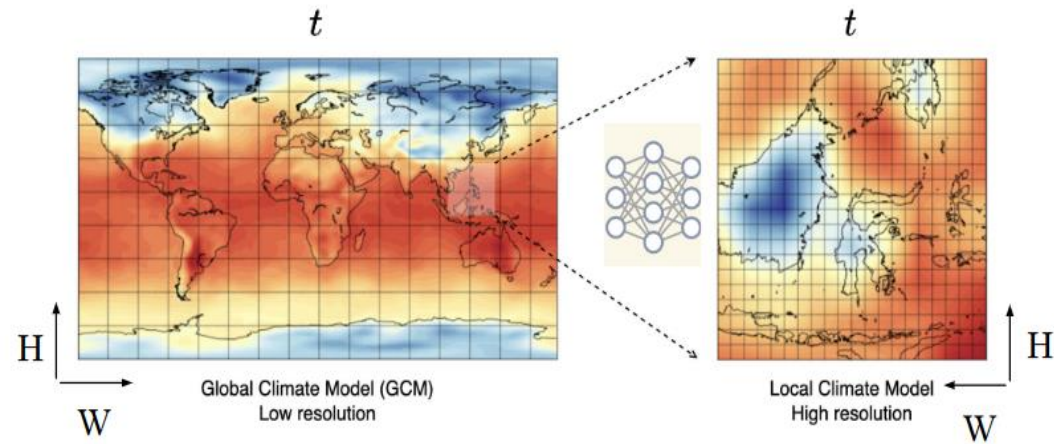 t
t
H
W
Global Climate Model (GCM)
Low resolution
Local Climate Model
High resolution
H
W